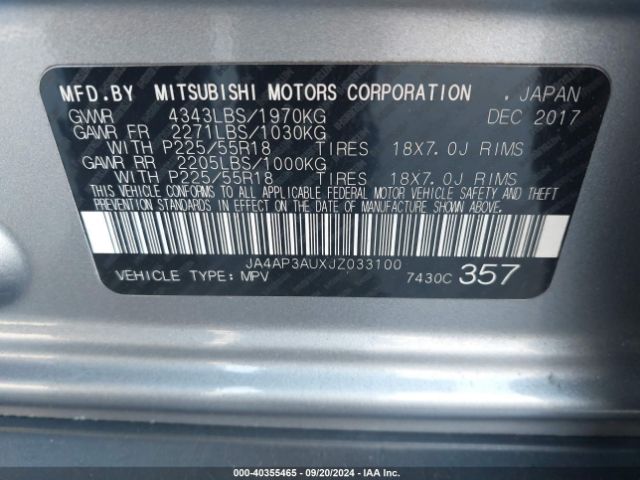 MFD.BY MITSUBISHI MOTORS CORPORATION . JAPAN
GVWR 4343LBS/1970KG DEC 2017
GAWR FR 2271LBS/1030KG
WITH P225/55R18 TIRES 18X7.0J RIMS
GAWR RR 2205LBS/1000KG
WITH P225/55R18 TIRES 18X7.0J RIMS
THIS VEHICLE CONFORMS TO ALL APPLICABLE FEDERAL MOTOR VEHICLE SAFETY AND THEFT
PREVENTION STANDARDS IN EFFECT ON THE DATE OF MANUFACTURE SHOWN ABOVE.
JA4AP3AUXJZ033100
VEHICLE TYPE: MPV 7430C 357
000-40355465 - 09/20/2024 - IAA Inc.